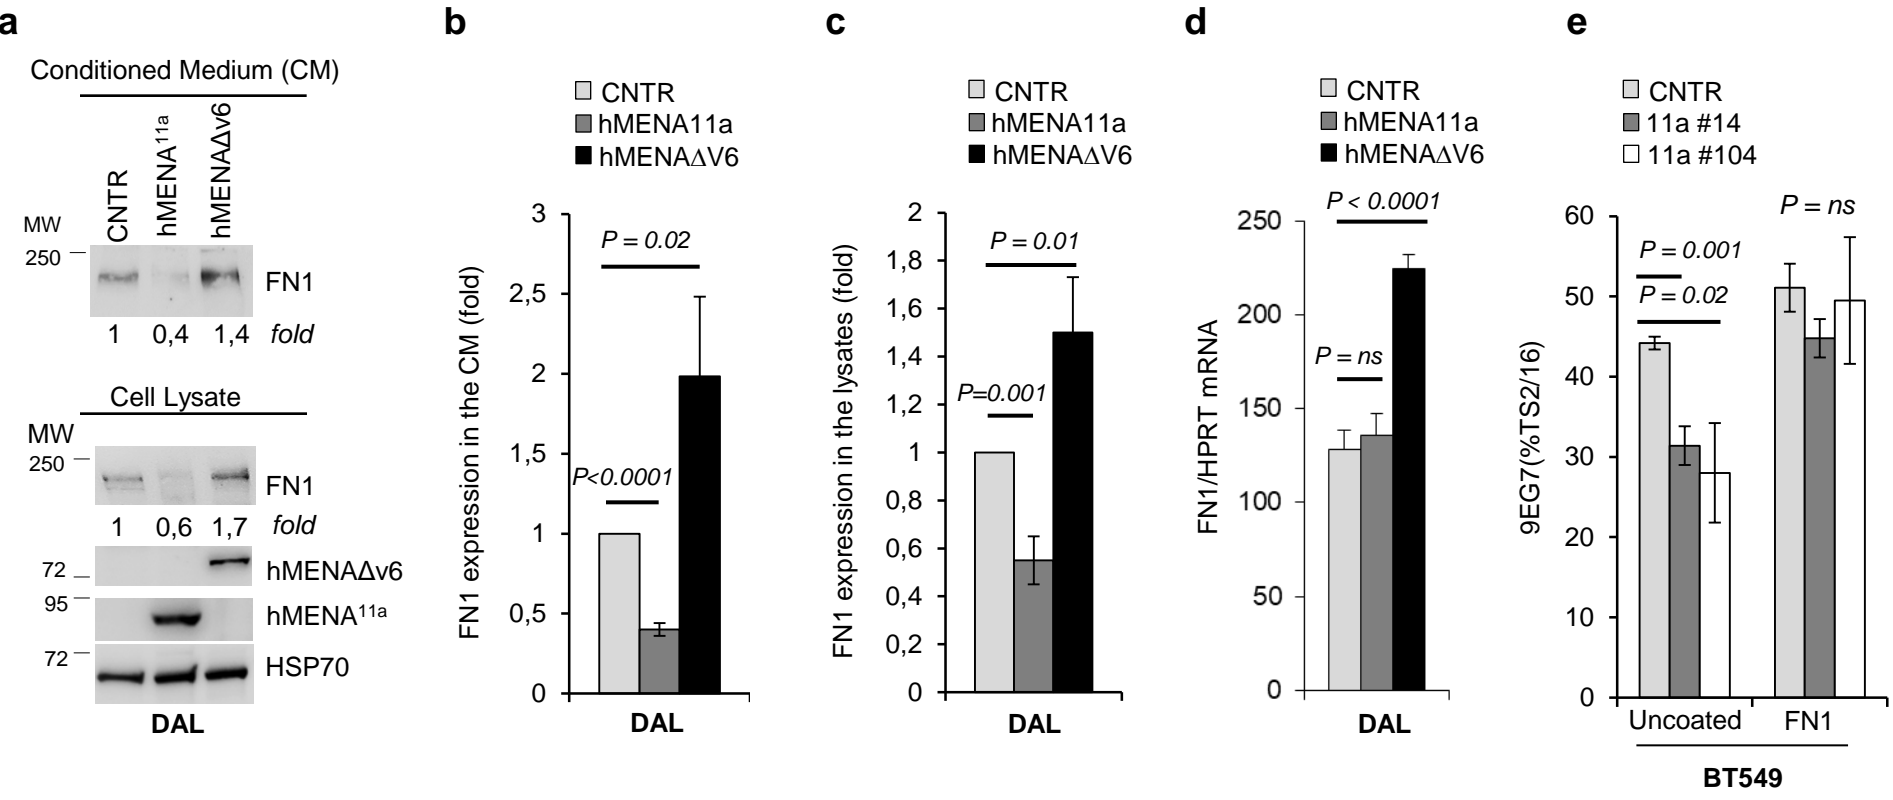 a
Conditioned Medium (CM)
CNTR
hMENA11a
hMENAΔv6
MW
250
FN1
1 0,4 1,4 fold
Cell Lysate
MW
250
FN1
1 0,6 1,7 fold
72
hMENAΔv6
95
hMENA11a
72
HSP70
DAL
b
CNTR
hMENA11a
hMENAΔV6
FN1 expression in the CM (fold)
3
2,5
2
1,5
1
0,5
0
P = 0.02
P<0.0001
DAL
c
CNTR
hMENA11a
hMENAΔV6
FN1 expression in the lysates (fold)
2
1,8
1,6
1,4
1,2
1
0,8
0,6
0,4
0,2
0
P = 0.01
P=0.001
DAL
d
CNTR
hMENA11a
hMENAΔV6
FN1/HPRT mRNA
250
200
150
100
50
0
P < 0.0001
P = ns
DAL
e
CNTR
11a #14
11a #104
9EG7(%TS2/16)
60
50
40
30
20
10
0
P = ns
P = 0.001
P = 0.02
Uncoated FN1
BT549